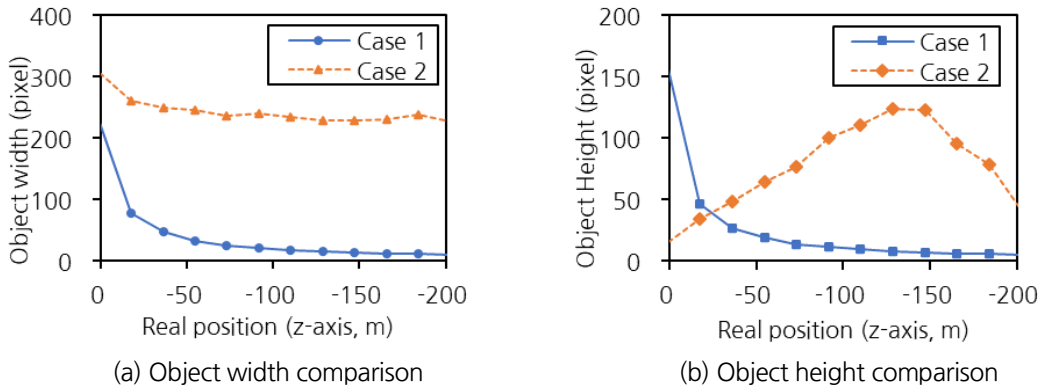 400
300
200
100
0
Object width (pixel)
Case 1
Case 2
0 -50 -100 -150 -200
Real position (z-axis, m)
(a) Object width comparison
200
150
100
50
0
Object Height (pixel)
Case 1
Case 2
0 -50 -100 -150 -200
Real position (z-axis, m)
(b) Object height comparison